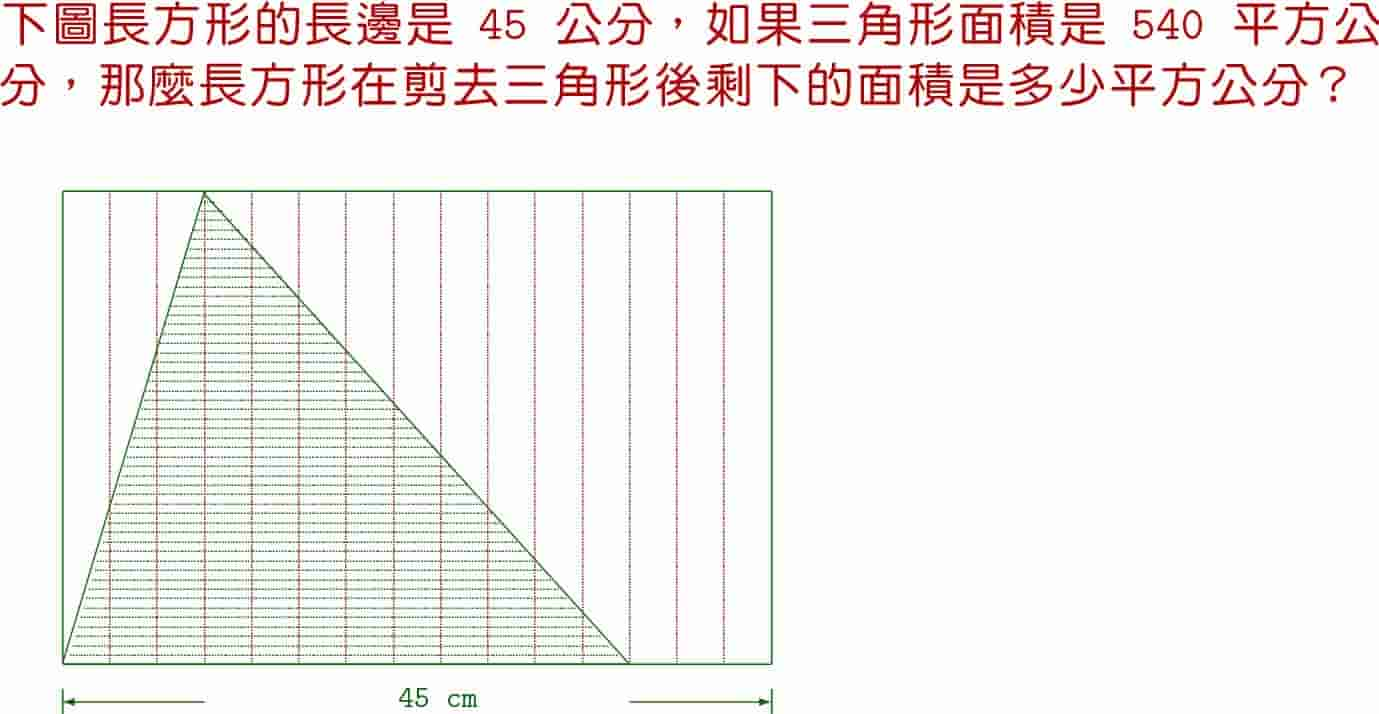 下圖長方形的長邊是 45 公分，如果三角形面積是 540 平方公
分，那麼長方形在剪去三角形後剩下的面積是多少平方公分？
45 cm